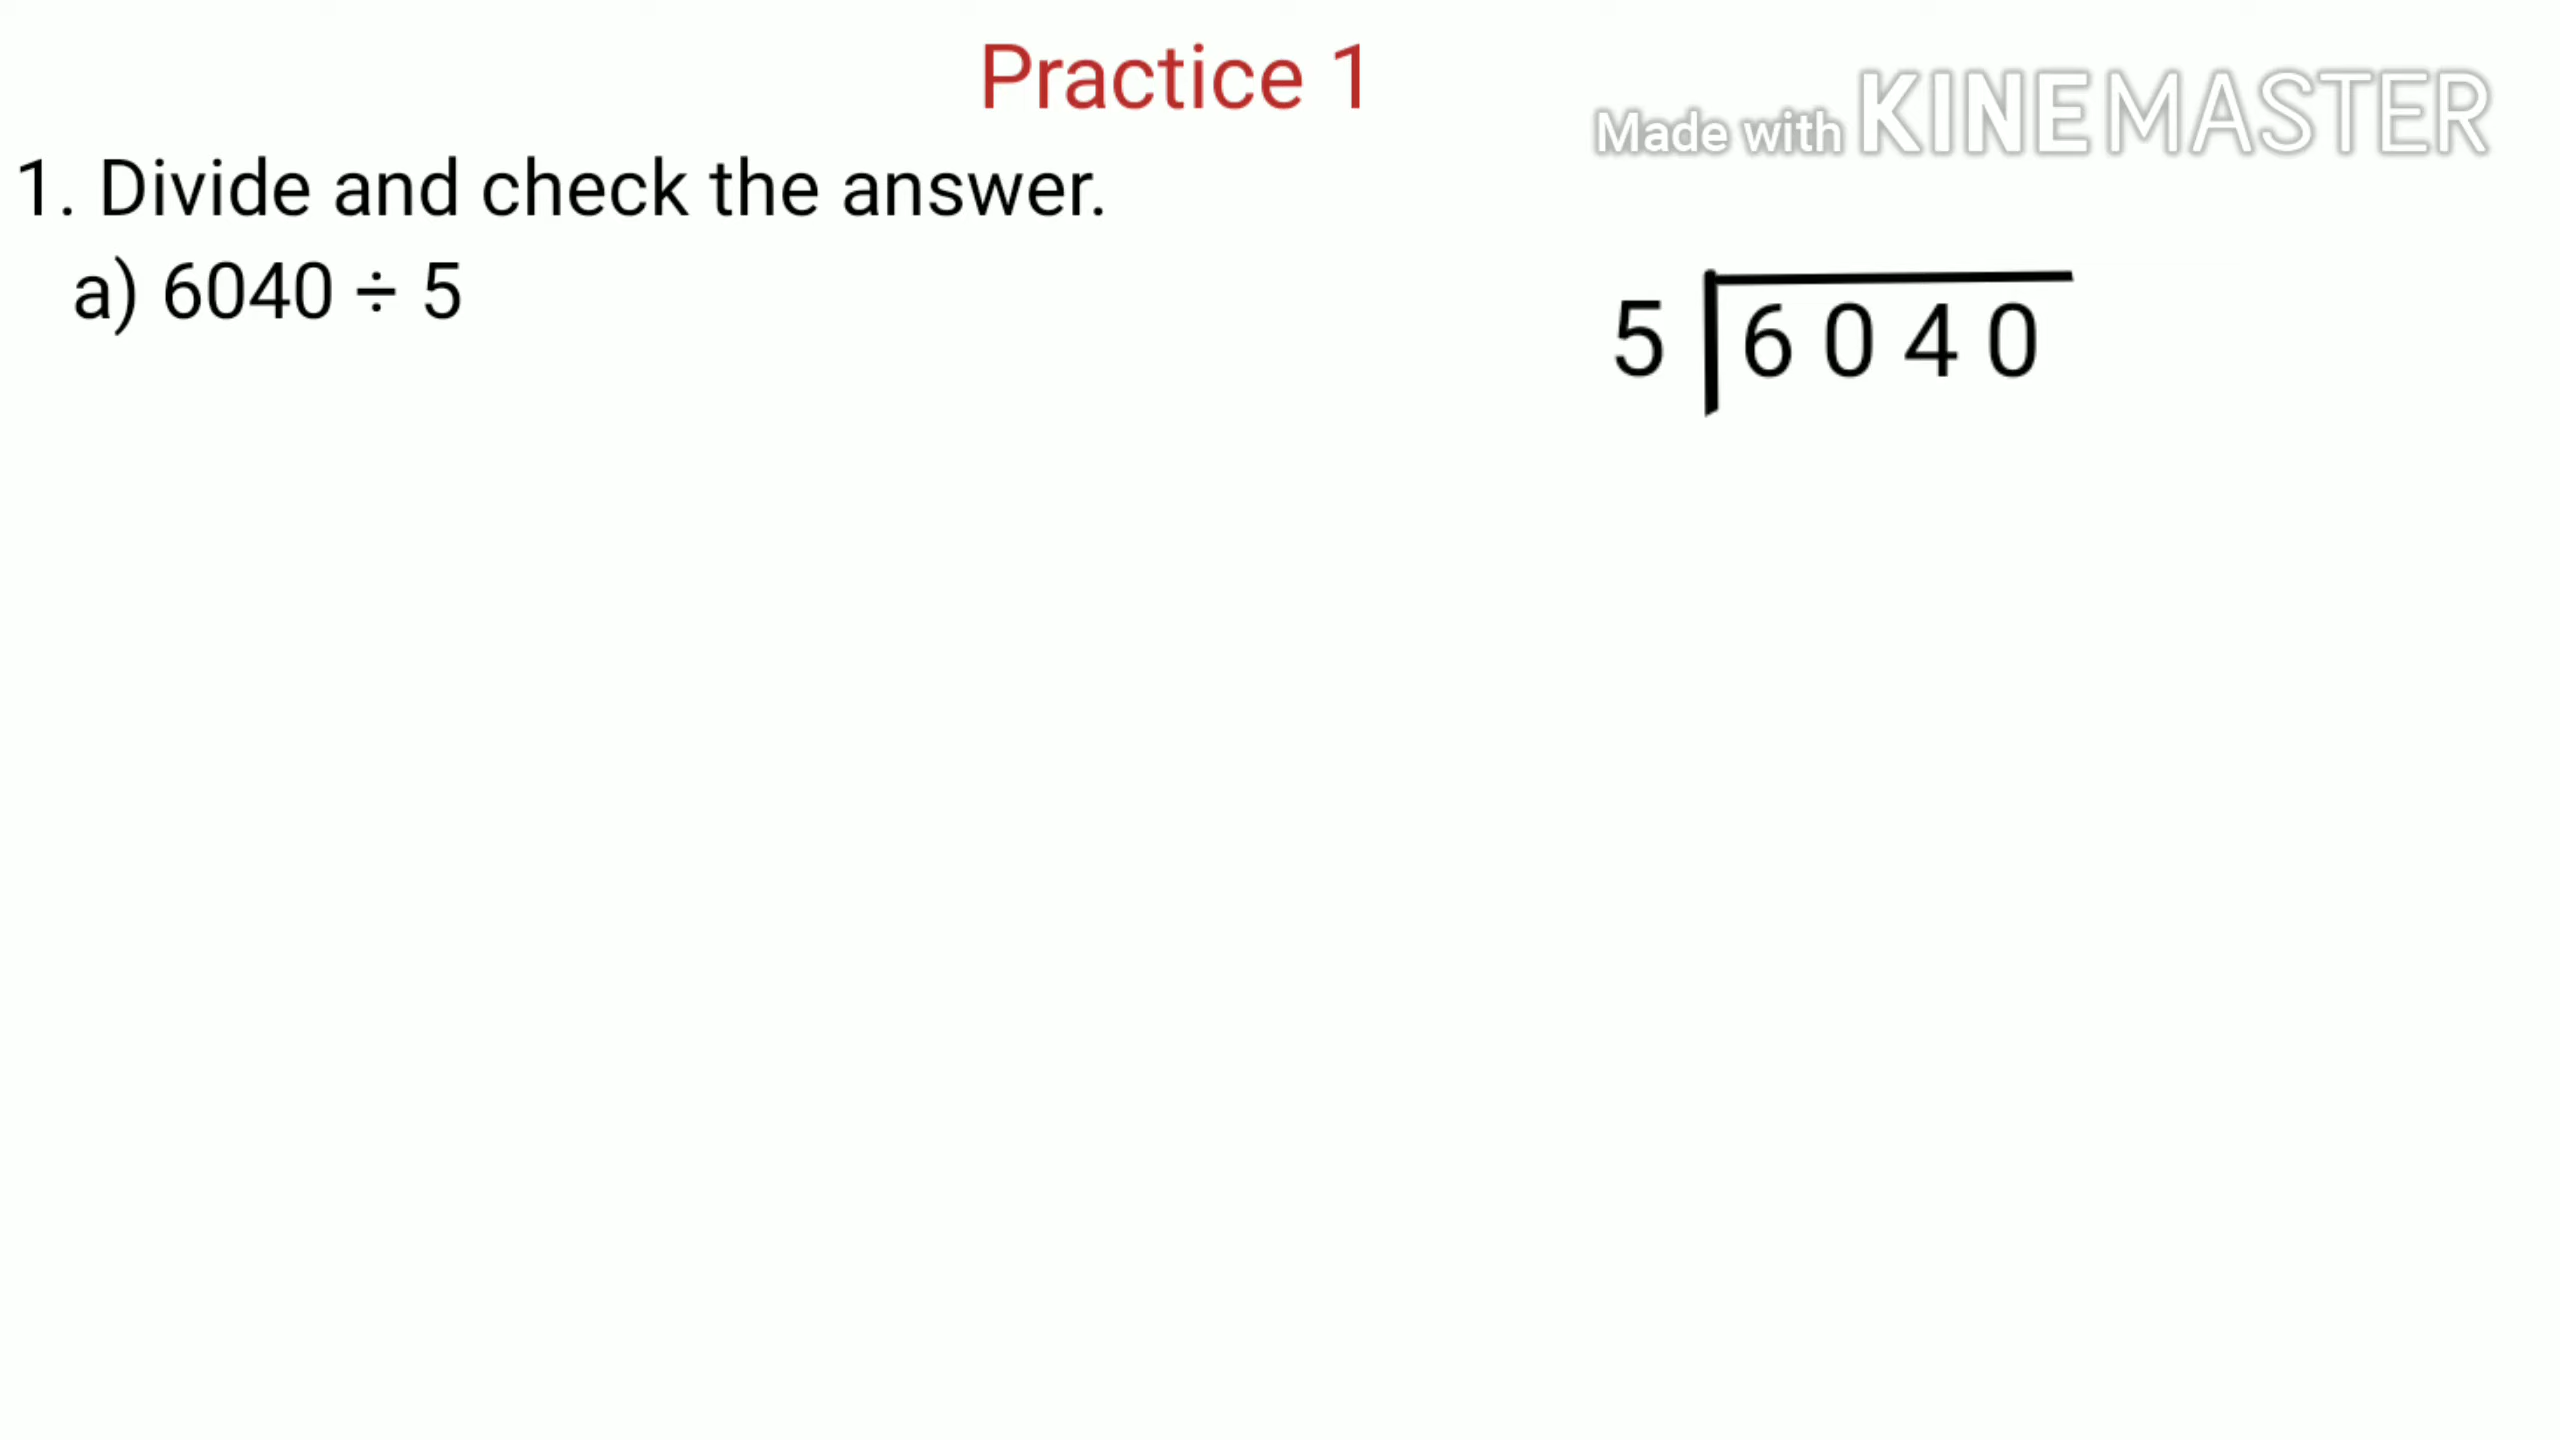 Practice 1
Made with KINEMASTER
1. Divide and check the answer.
a) 6040 ÷ 5
5 6 0 4 0